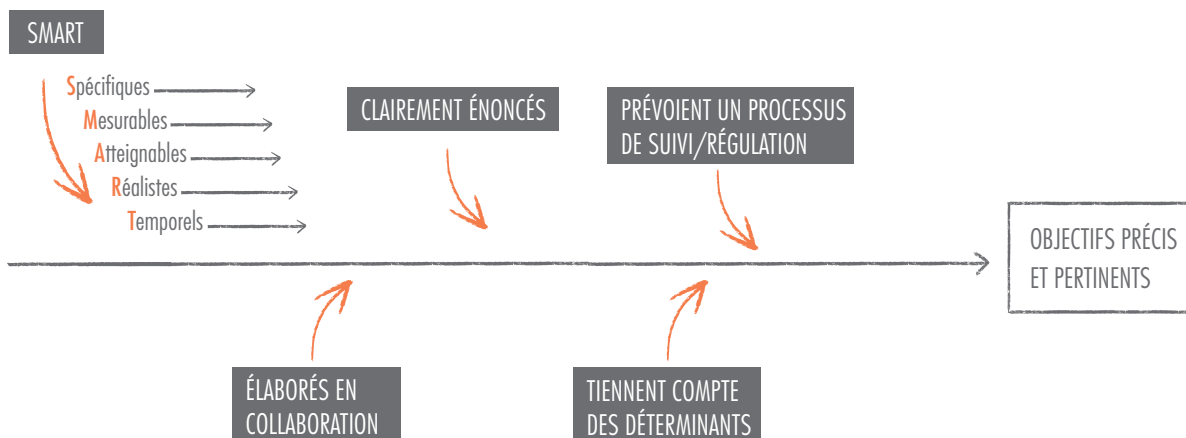 SMART
Spécifiques
Mesurables
Atteignables
Réalistes
Temporels
CLAIREMENT ÉNONCÉS
PRÉVOIENT UN PROCESSUS
DE SUIVI/RÉGULATION
OBJECTIFS PRÉCIS
ET PERTINENTS
ÉLABORÉS EN
COLLABORATION
TIENNENT COMPTE
DES DÉTERMINANTS